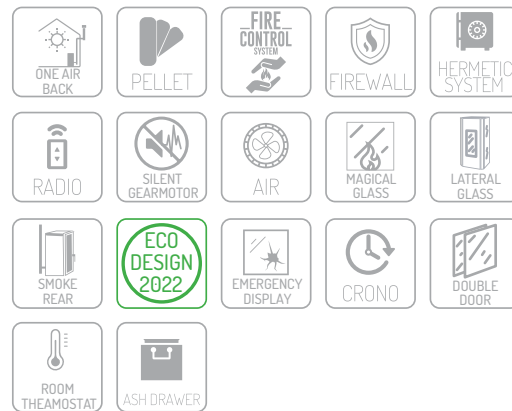 ONE AIR
BACK
PELLET
FIRE
CONTROL
SYSTEM
FIREWALL
HERMETIC
SYSTEM
RADIO
SILENT
GEARMOTOR
AIR
MAGICAL
GLASS
LATERAL
GLASS
SMOKE
REAR
ECO
DESIGN
2022
EMERGENCY
DISPLAY
CRONO
DOUBLE
DOOR
ROOM
THEAMOSTAT
ASH DRAWER